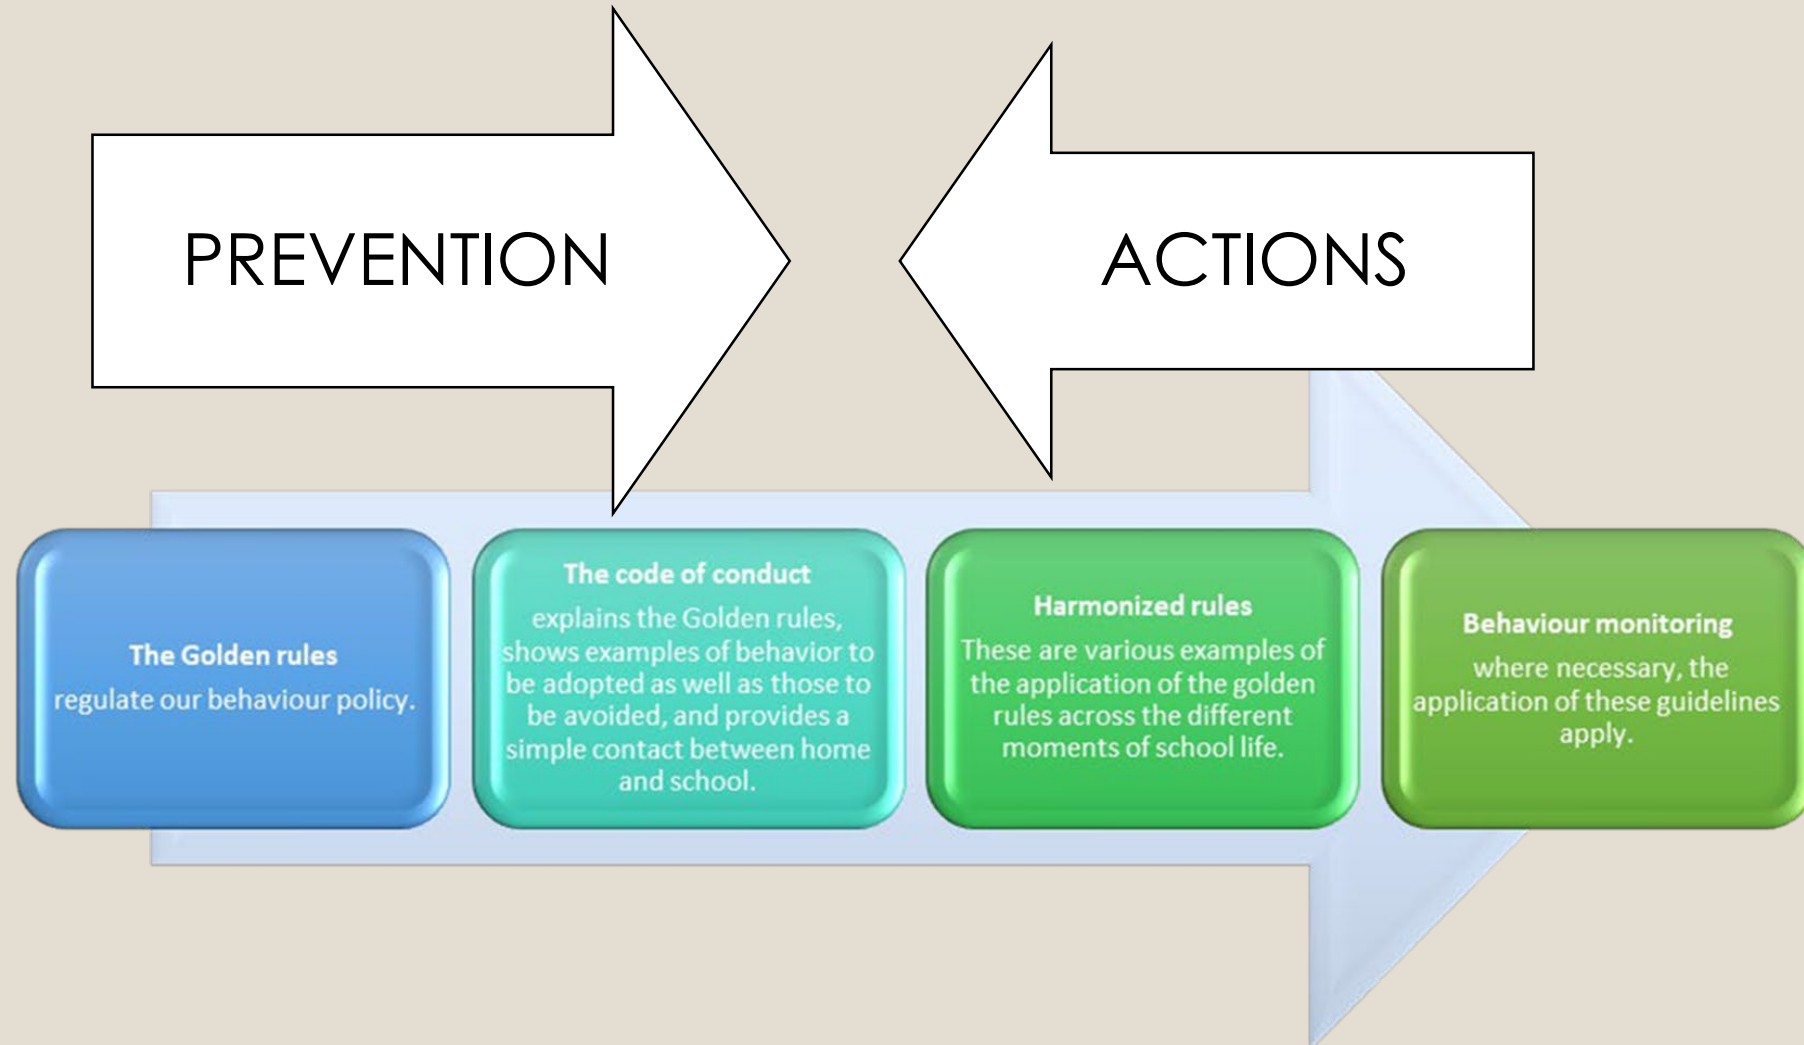 PREVENTION
ACTIONS
The Golden rules
regulate our behaviour policy.
The code of conduct
explains the Golden rules,
shows examples of behavior to
be adopted as well as those to
be avoided, and provides a
simple contact between home
and school.
Harmonized rules
These are various examples of
the application of the golden
rules across the different
moments of school life.
Behaviour monitoring
where necessary, the
application of these guidelines
apply.